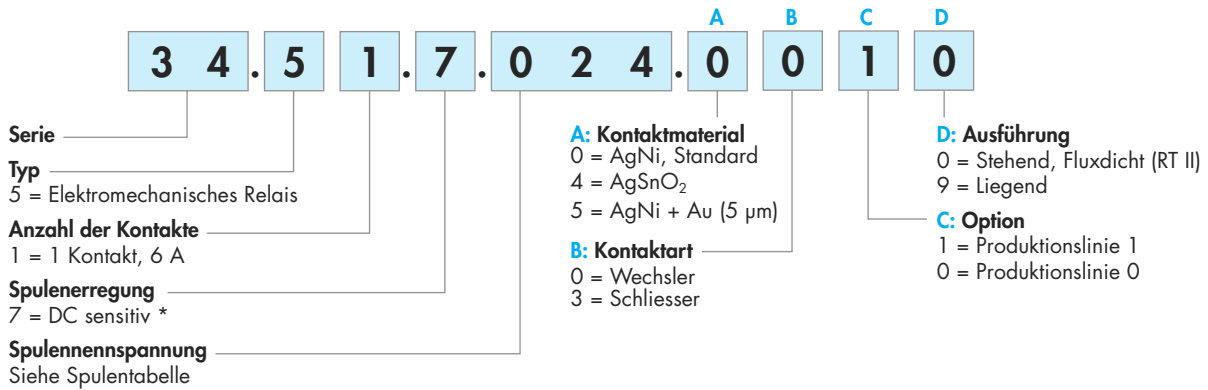 A B C D
3 4 . 5 1 . 7 . 0 2 4 . 0 0 1 0
Serie
Typ
5 = Elektromechanisches Relais
Anzahl der Kontakte
1 = 1 Kontakt, 6 A
Spulenerregung
7 = DC sensitiv *
Spulennennspannung
Siehe Spulentabelle
A: Kontaktmaterial
0 = AgNi, Standard
4 = AgSnO₂
5 = AgNi + Au (5 µm)
B: Kontaktart
0 = Wechsler
3 = Schliesser
D: Ausführung
0 = Stehend, Fluxdicht (RT II)
9 = Liegend
C: Option
1 = Produktionslinie 1
0 = Produktionslinie 0